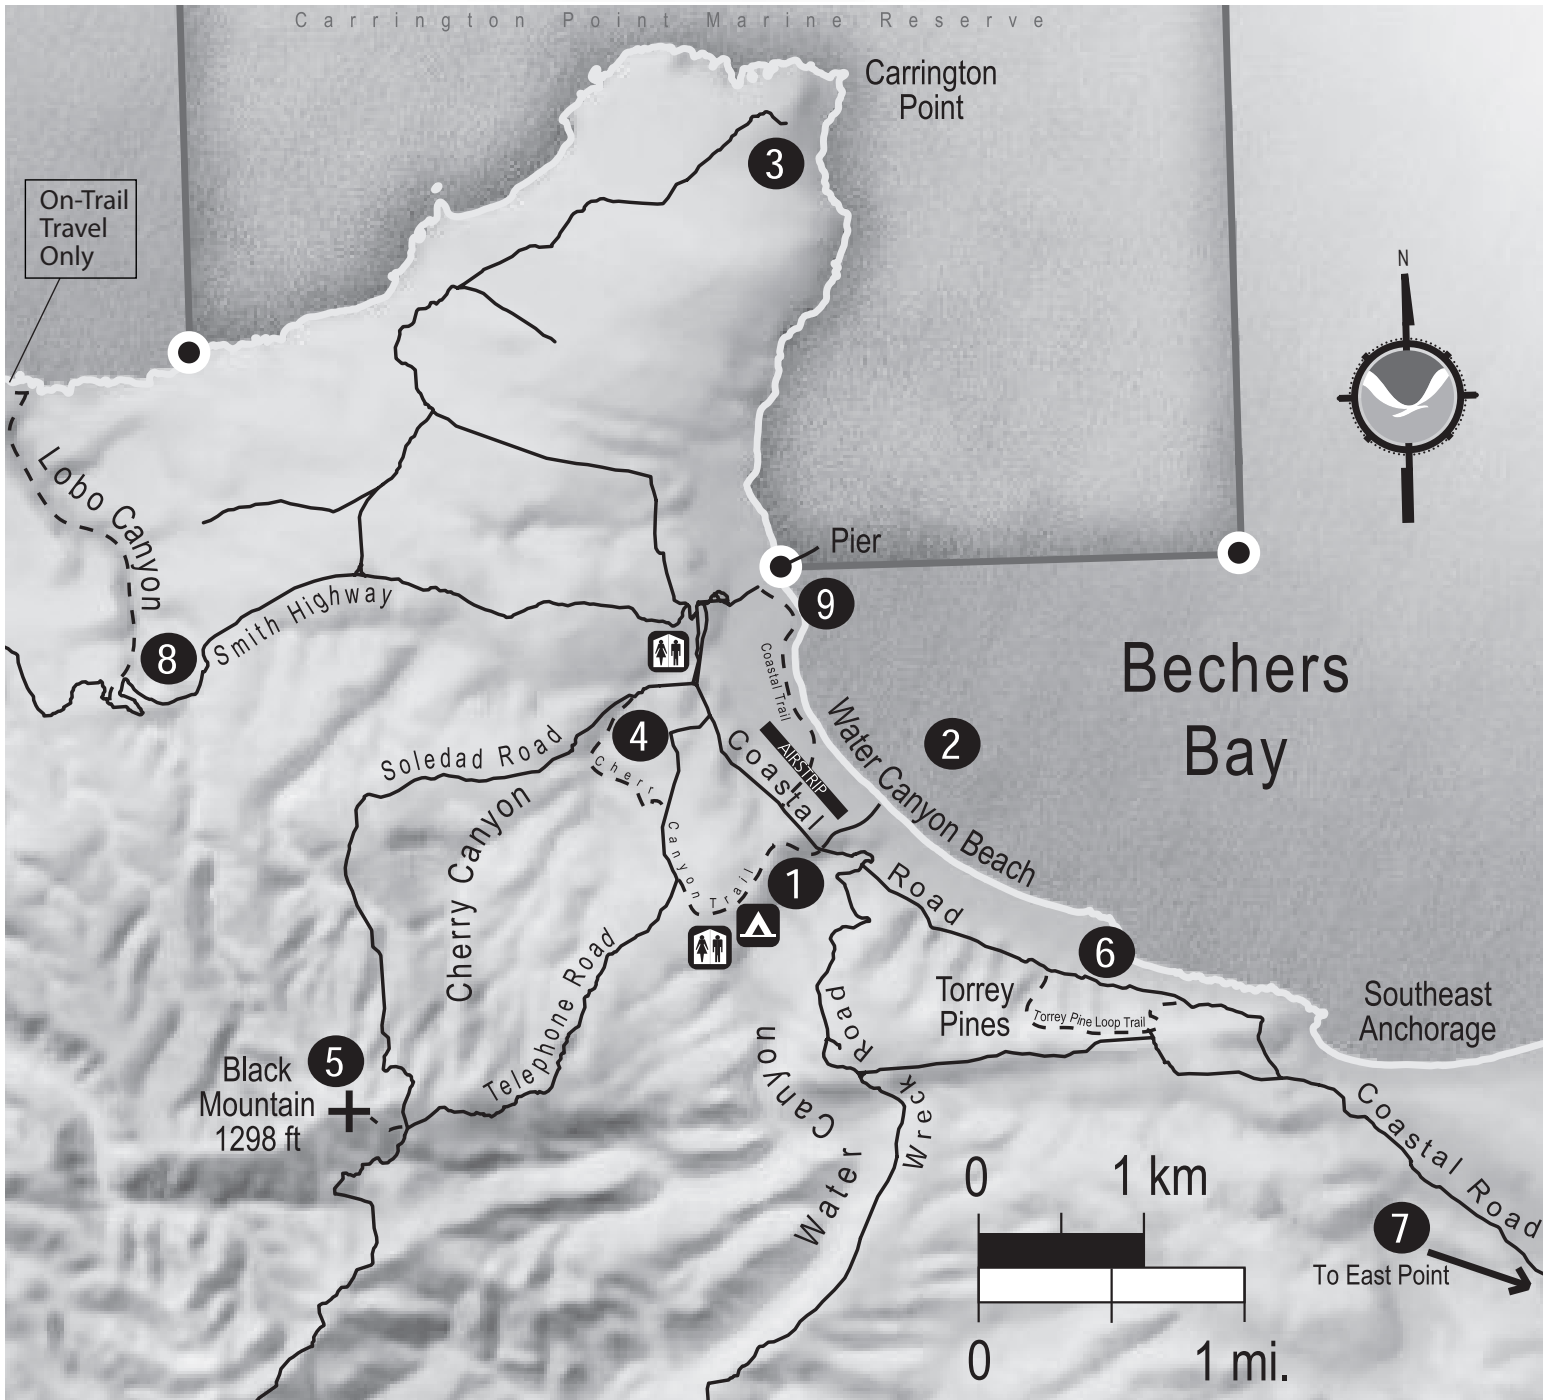 Carrington Point Marine Reserve
Carrington
Point
3
On-Trail
Travel
Only
N
Lobo Canyon
Pier
9
Smith Highway
8
Coastal Trail
Bechers
Bay
4
2
Soledad Road
Coastal
AIRSTRIP
Water Canyon Beach
Cherr
Canyon
Trail
Cherry Canyon
1
Road
6
Telephone Road
Torrey
Pines
Torrey Pine Loop Trail
Southeast
Anchorage
Road
5
Black
Mountain
1298 ft
Canyon
Water
Wreck
Coastal Road
0
1 km
7
To East Point
0
1 mi.